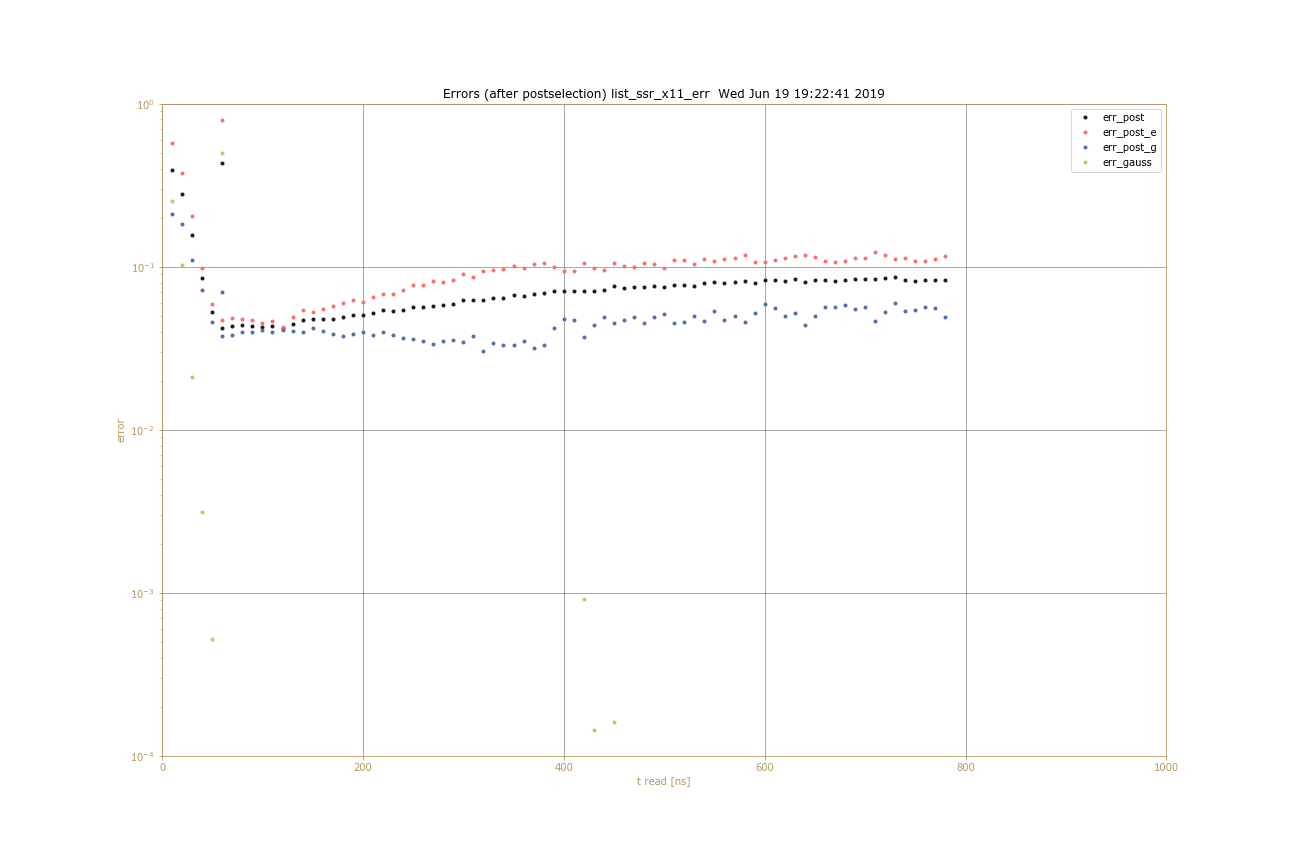 Errors (after postselection) list_ssr_x11_err  Wed Jun 19 19:22:41 2019
10⁰
err_post
err_post_e
err_post_g
err_gauss
10⁻¹
10⁻²
error
10⁻³
10⁻⁴
0 200 400 600 800 1000
t read [ns]